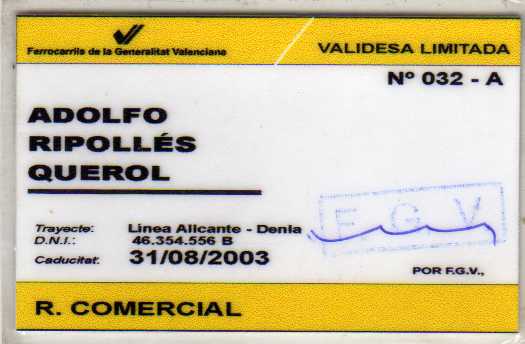 Ferrocarrils de la Generalitat Valenciana
VALIDESA LIMITADA
Nº 032 - A
ADOLFO
RIPOLLÉS
QUEROL
Trayecte: Linea Alicante - Denia
D.N.I.: 46.354.556 B
Caducitat: 31/08/2003
F G V
POR F.G.V.,
R. COMERCIAL